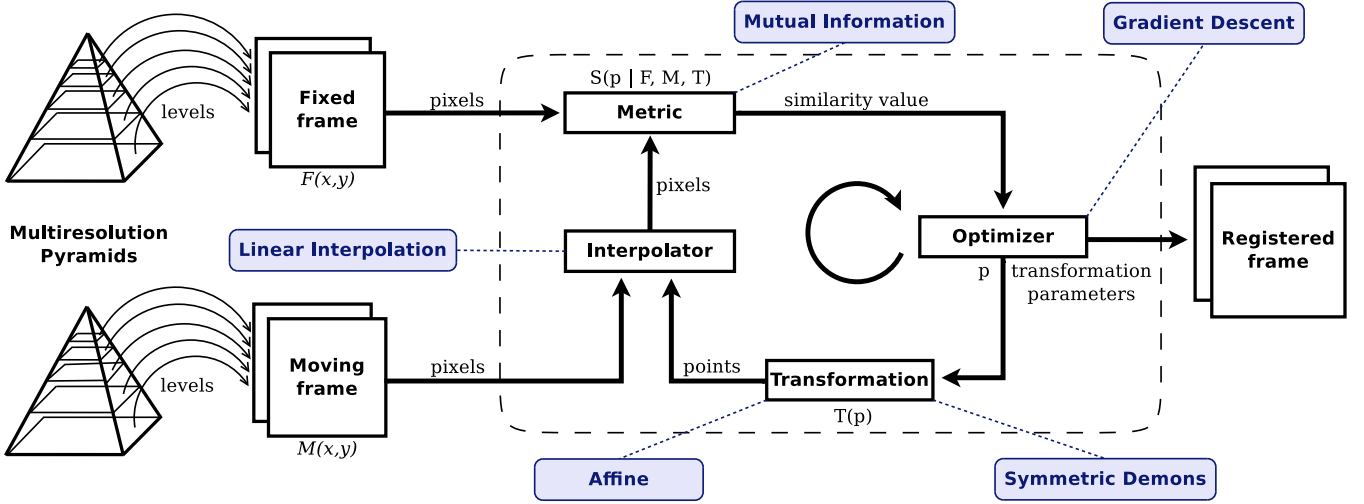 Mutual Information
Gradient Descent
levels
Fixed
frame
F(x,y)
pixels
S(p | F, M, T)
Metric
similarity value
pixels
Multiresolution
Pyramids
Linear Interpolation
Interpolator
Optimizer
p
transformation
parameters
Registered
frame
levels
Moving
frame
M(x,y)
pixels
points
Transformation
T(p)
Affine
Symmetric Demons